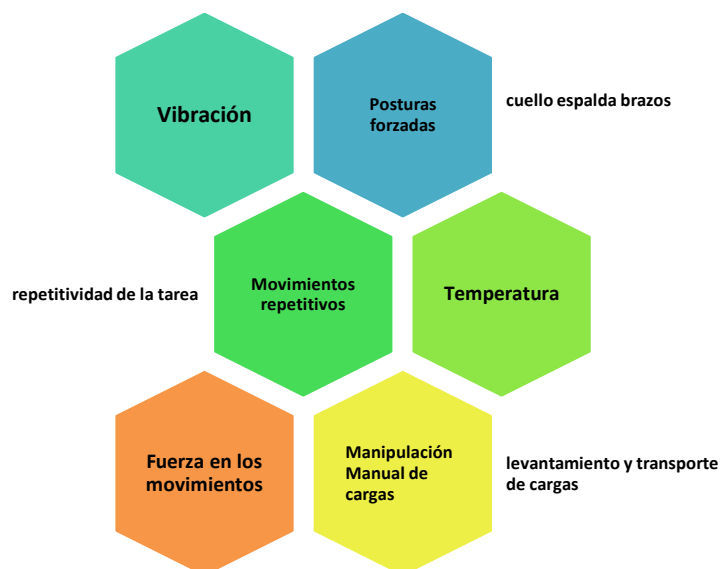 Vibración
Posturas
forzadas
cuello espalda brazos
repetitividad de la tarea
Movimientos
repetitivos
Temperatura
Fuerza en los
movimientos
Manipulación
Manual de
cargas
levantamiento y transporte
de cargas